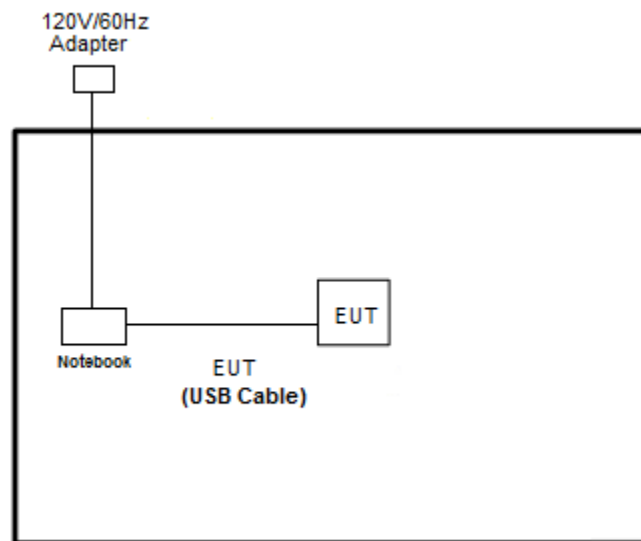 120V/60Hz
Adapter
EUT
Notebook
EUT
(USB Cable)